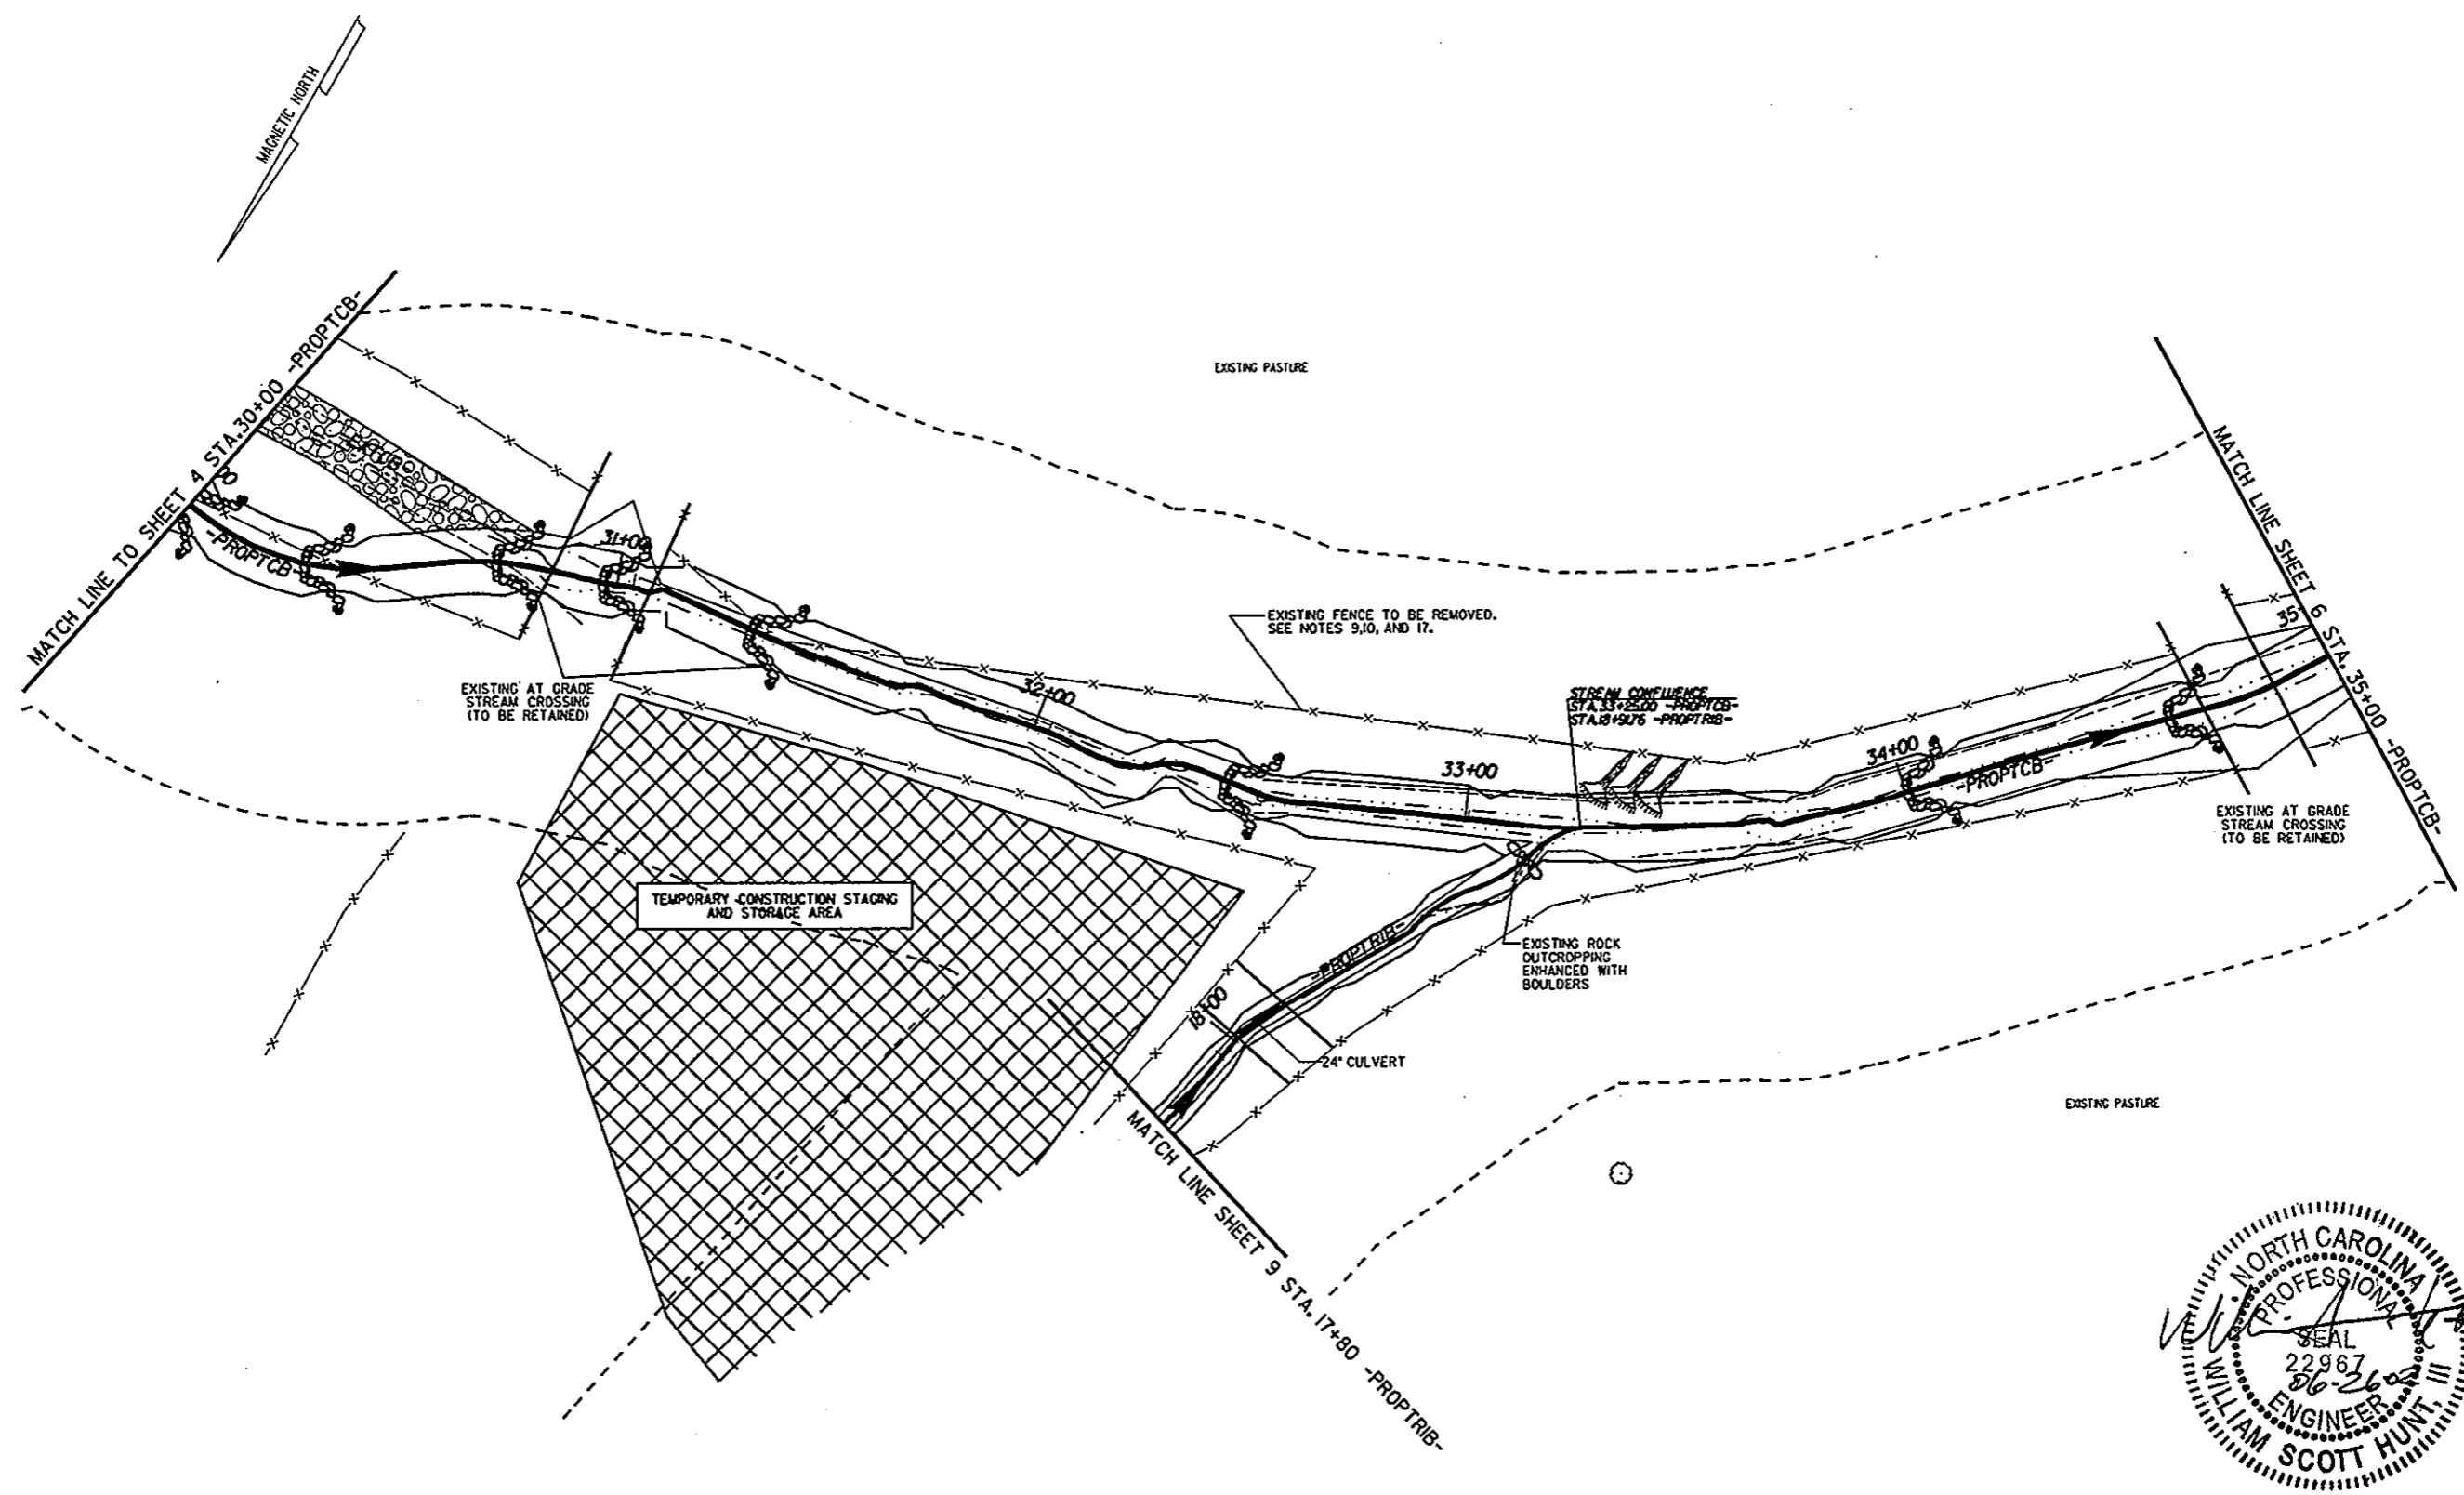 MAGNETIC NORTH
MATCH LINE TO SHEET 4 STA.30+00 -PROPTCB-
EXISTING PASTURE
-PROPTCB-
31+00
EXISTING AT GRADE
STREAM CROSSING
(TO BE RETAINED)
32+00
EXISTING FENCE TO BE REMOVED.
SEE NOTES 9,10, AND 17.
33+00
STREAM CONFLUENCE
STA.33+25.00 -PROPTCB-
-PROPTRIB-
34+00
-PROPTCB-
35
MATCH LINE SHEET 6 STA. 35+00 -PROPTCB-
EXISTING AT GRADE
STREAM CROSSING
(TO BE RETAINED)
TEMPORARY CONSTRUCTION STAGING
AND STORAGE AREA
-PROPTRIB-
18+00
EXISTING ROCK
OUTCROPPING
ENHANCED WITH
BOULDERS
24" CULVERT
MATCH LINE SHEET 9 STA. 17+80 -PROPTRIB-
EXISTING PASTURE
NORTH CAROLINA
PROFESSIONAL
SEAL
22967
ENGINEER
WILLIAM SCOTT HUNT III